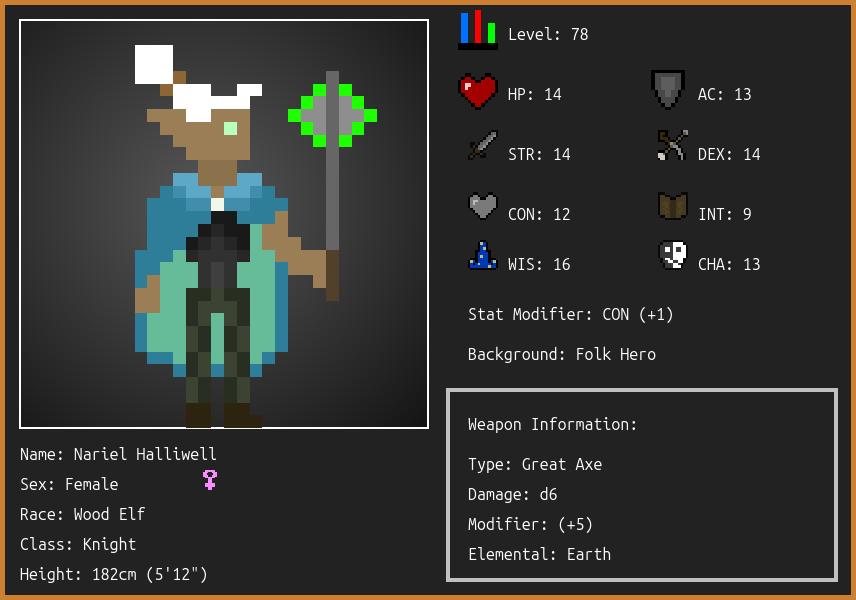 Level: 78
HP: 14
AC: 13
STR: 14
DEX: 14
CON: 12
INT: 9
WIS: 16
CHA: 13
Stat Modifier: CON (+1)
Background: Folk Hero
Weapon Information:
Type: Great Axe
Damage: d6
Modifier: (+5)
Elemental: Earth
Name: Nariel Halliwell
Sex: Female
Race: Wood Elf
Class: Knight
Height: 182cm (5'12")